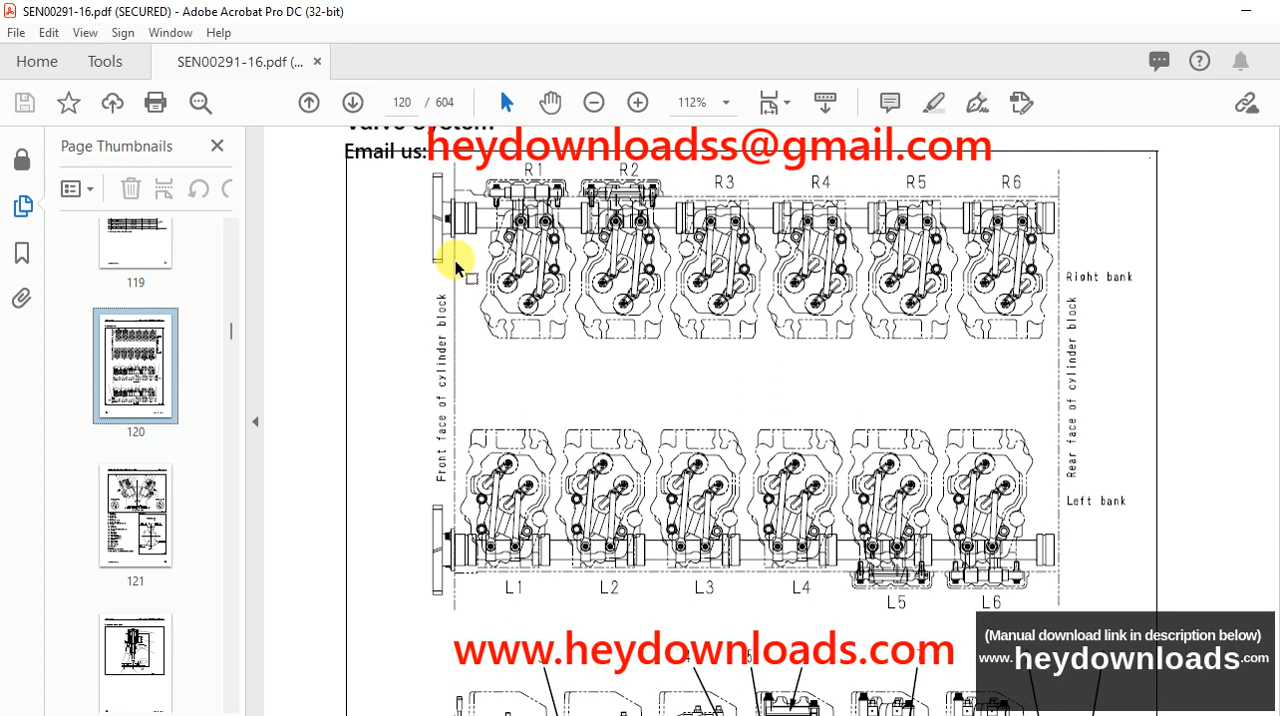 SEN00291-16.pdf (SECURED) - Adobe Acrobat Pro DC (32-bit)
File Edit View Sign Window Help
Home Tools SEN00291-16.pdf (... ×
120 / 604 112%
Page Thumbnails
119
120
121
Valve system
Email us:heydownloadss@gmail.com
R1 R2 R3 R4 R5 R6
Right bank
Front face of cylinder block
Rear face of cylinder block
Left bank
L1 L2 L3 L4 L5 L6
www.heydownloads.com
(Manual download link in description below)
www.heydownloads.com